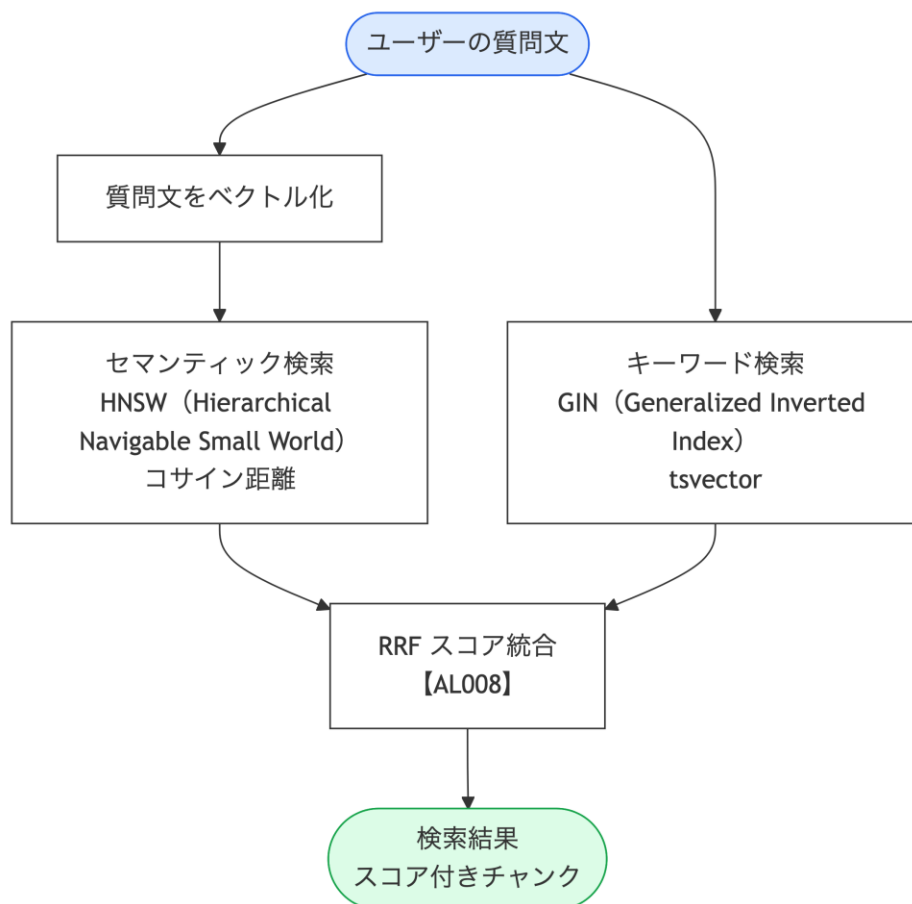 ユーザーの質問文
質問文をベクトル化
セマンティック検索
HNSW（Hierarchical
Navigable Small World）
コサイン距離
キーワード検索
GIN（Generalized Inverted
Index）
tsvector
RRF スコア統合
【AL008】
検索結果
スコア付きチャンク